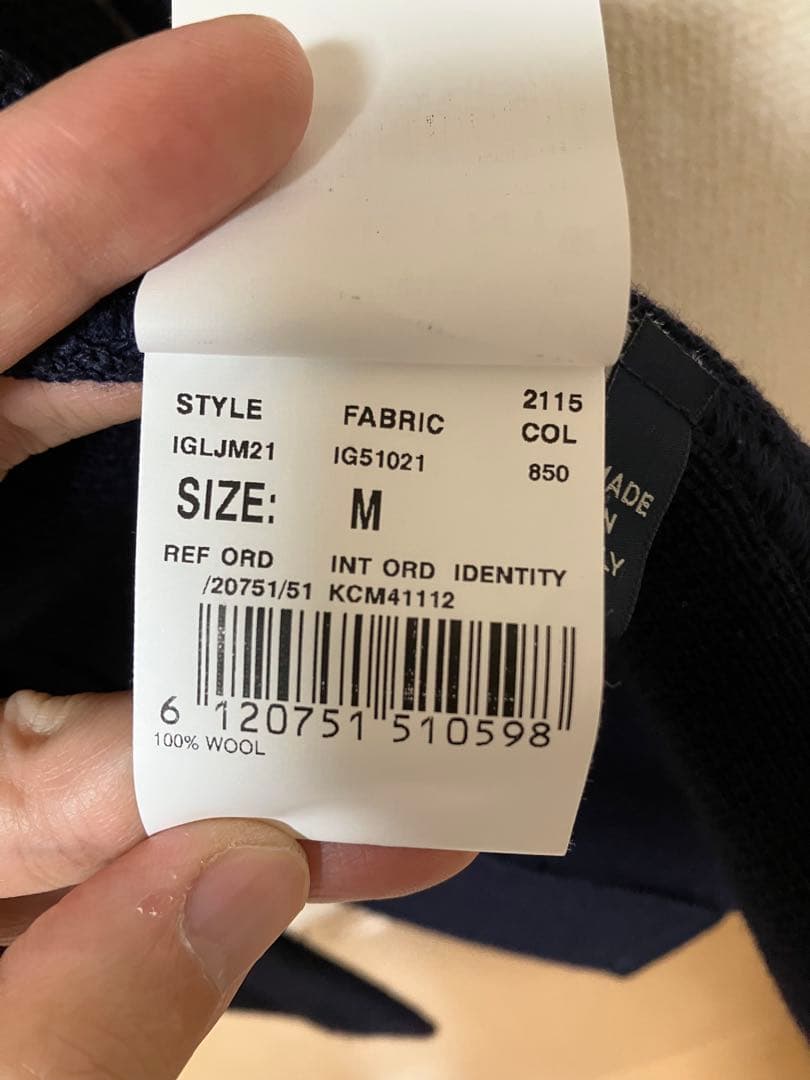 STYLE FABRIC 2115
COL
IGLJM21 IG51021 850
SIZE: M
REF ORD INT ORD IDENTITY
/20751/51 KCM41112
6 120751 510598
100% WOOL